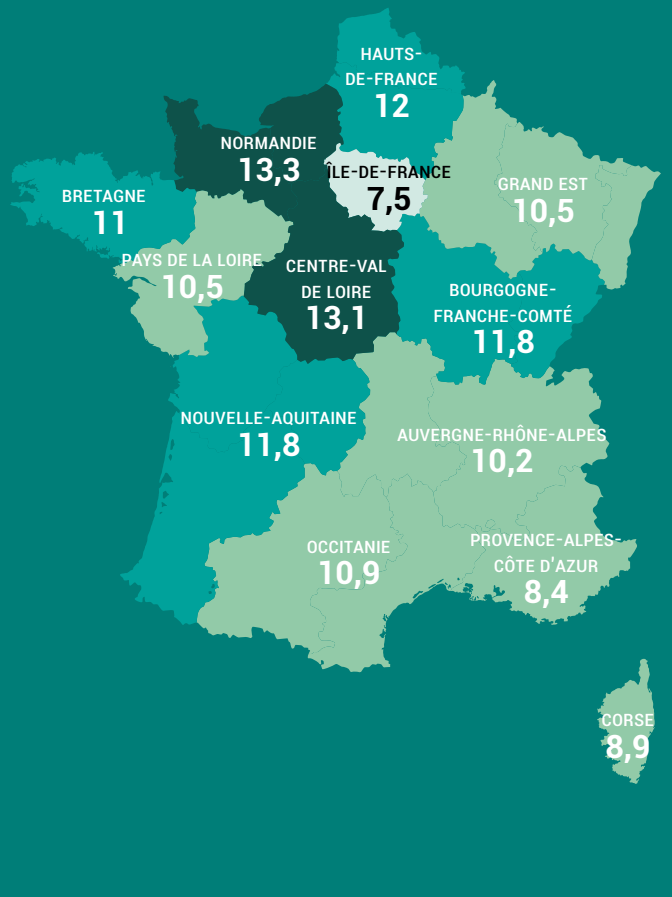 HAUTS-
DE-FRANCE
12
NORMANDIE
13,3
ÎLE-DE-FRANCE
7,5
GRAND EST
10,5
BRETAGNE
11
PAYS DE LA LOIRE
10,5
CENTRE-VAL
DE LOIRE
13,1
BOURGOGNE-
FRANCHE-COMTÉ
11,8
NOUVELLE-AQUITAINE
11,8
AUVERGNE-RHÔNE-ALPES
10,2
OCCITANIE
10,9
PROVENCE-ALPES-
CÔTE D'AZUR
8,4
CORSE
8,9